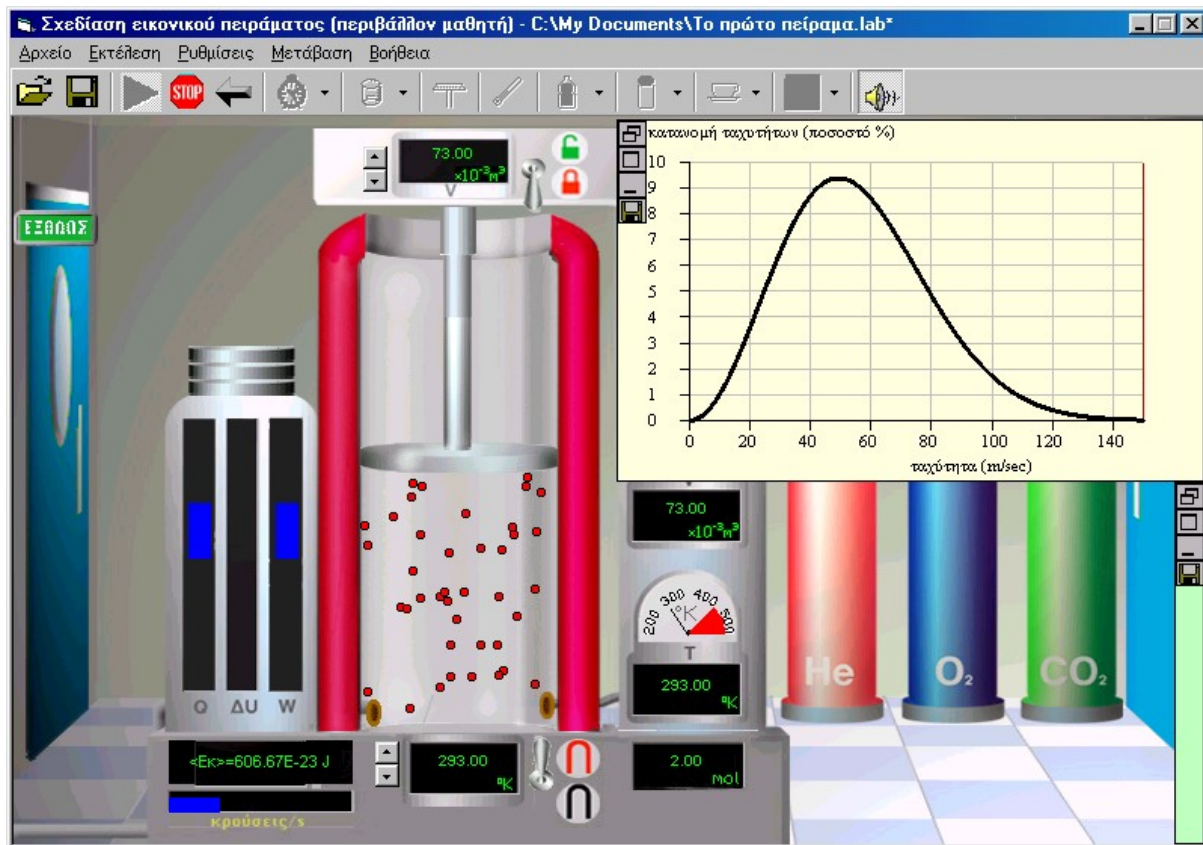 Σχεδίαση εικονικού πειράματος (περιβάλλον μαθητή) - C:\My Documents\Το πρώτο πείραμα.lab*
Αρχείο Εκτέλεση Ρυθμίσεις Μετάβαση Βοήθεια
STOP
73.00
×10⁻³m³
V
ΕΞΟΔΟΣ
κατανομή ταχυτήτων (ποσοστό %)
10
9
8
7
6
5
4
3
2
1
0
0 20 40 60 80 100 120 140
ταχύτητα (m/sec)
73.00
×10⁻³m³
200 300 400 500
°K
T
293.00
°K
He O₂ CO₂
Q ΔU W
<Εκ>=606.67E-23 J
κρούσεις/s
293.00
°K
2.00
mol